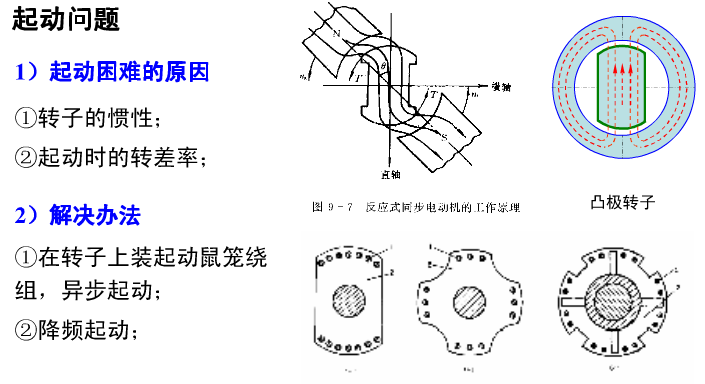 起动问题
1）起动困难的原因
①转子的惯性；
②起动时的转差率；
2）解决办法
①在转子上装起动鼠笼绕
组，异步起动；
②降频起动；
N
θ
T
T
S
横轴
直轴
图 9-7 反应式同步电动机的工作原理
凸极转子
1
2